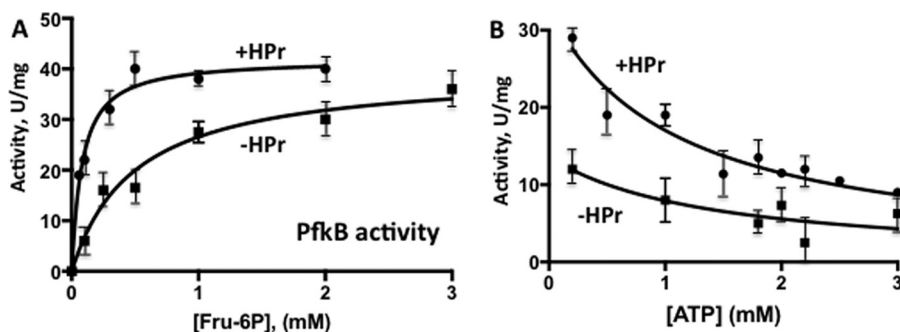 A
50
40
30
20
10
0
Activity, U/mg
+HPr
-HPr
PfkB activity
0
1
2
3
[Fru-6P], (mM)
B
30
20
10
0
Activity, U/mg
+HPr
-HPr
0
1
2
3
[ATP] (mM)